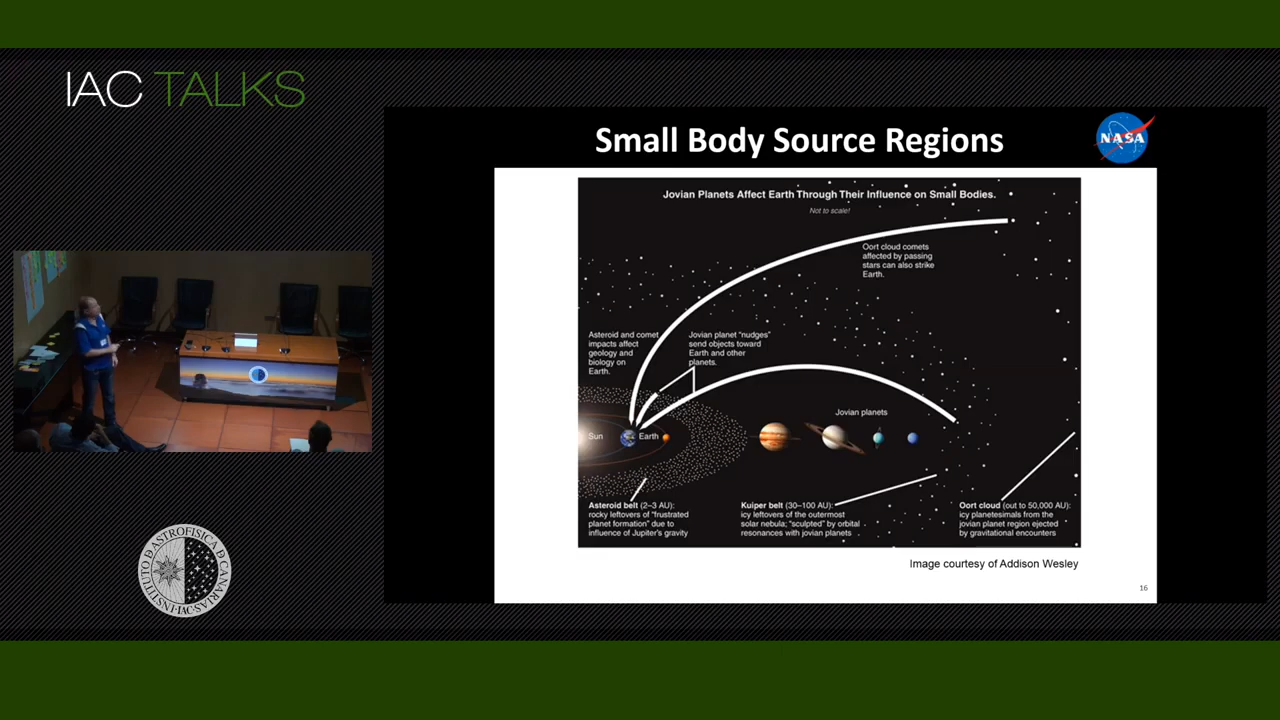 IAC TALKS
Small Body Source Regions
NASA
Jovian Planets Affect Earth Through Their Influence on Small Bodies.
Not to scale!
Oort cloud comets
affected by passing
stars can also strike
Earth.
Asteroid and comet
impacts affect
geology and
biology on
Earth.
Jovian planet “nudges”
send objects toward
Earth and other
planets.
Jovian planets
Sun
Earth
Asteroid belt (2–3 AU):
rocky leftovers of “frustrated
planet formation” due to
influence of Jupiter's gravity
Kuiper belt (30–100 AU):
icy leftovers of the outermost
solar nebula; “sculpted” by orbital
resonances with jovian planets
Oort cloud (out to 50,000 AU):
icy planetesimals from the
jovian planet region ejected
by gravitational encounters
Image courtesy of Addison Wesley
16
INSTITUTO D ASTROFISICA D CANARIAS
·IAC·